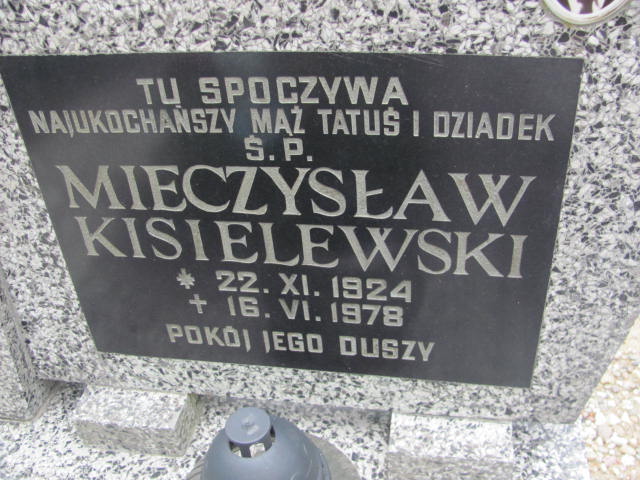 TU SPOCZYWA
NAJUKOCHAŃSZY MĄŻ TATUŚ I DZIADEK
Ś.P.
MIECZYSŁAW
KISIELEWSKI
* 22. XI. 1924
† 16. VI. 1978
POKÓJ JEGO DUSZY